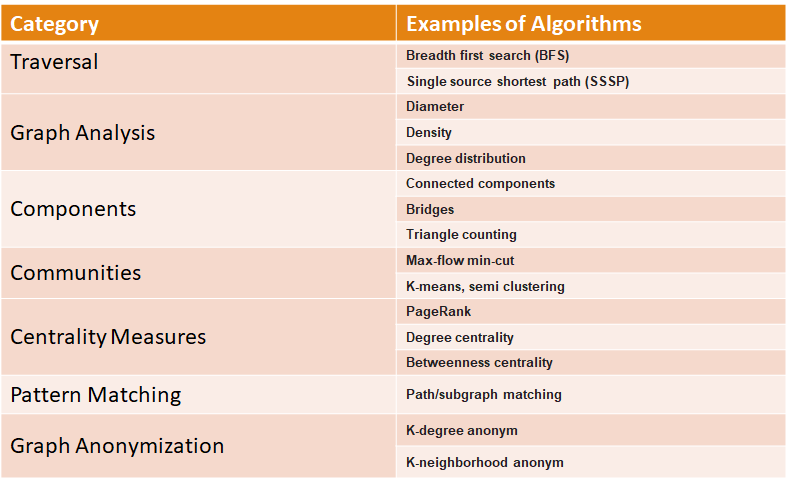 Category
Examples of Algorithms
Traversal
Breadth first search (BFS)
Single source shortest path (SSSP)
Graph Analysis
Diameter
Density
Degree distribution
Components
Connected components
Bridges
Triangle counting
Communities
Max-flow min-cut
K-means, semi clustering
Centrality Measures
PageRank
Degree centrality
Betweenness centrality
Pattern Matching
Path/subgraph matching
Graph Anonymization
K-degree anonym
K-neighborhood anonym